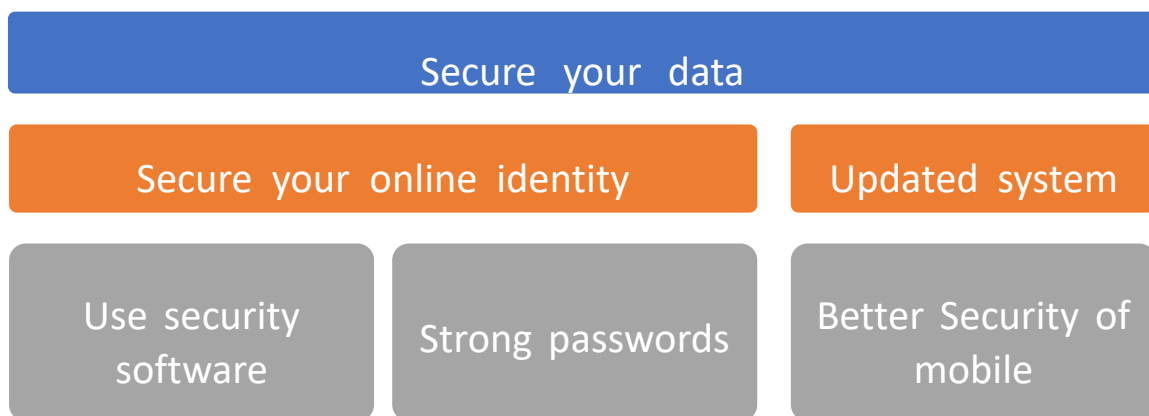 Secure your data
Secure your online identity
Updated system
Use security
software
Strong passwords
Better Security of
mobile